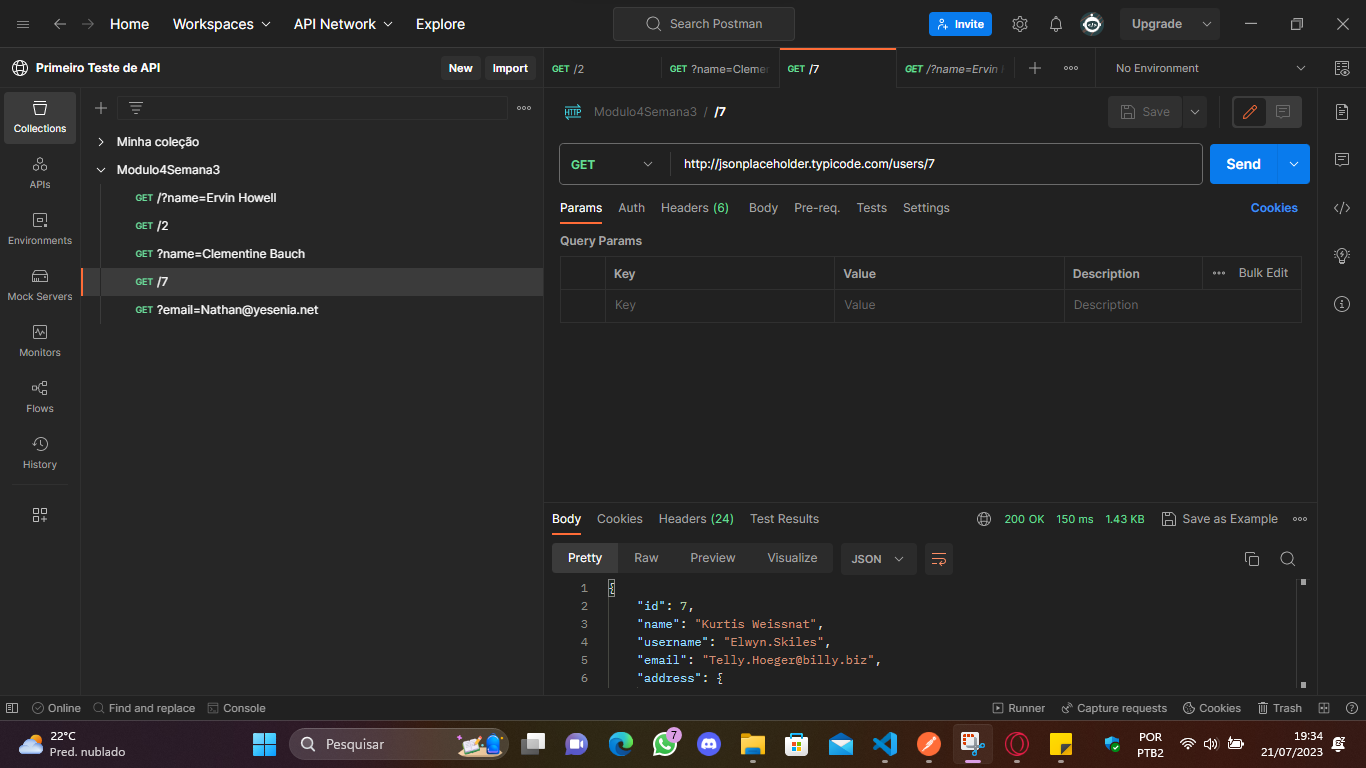 Home Workspaces API Network Explore Search Postman Invite Upgrade
Primeiro Teste de API New Import
GET /2 GET ?name=Cleme GET /7 GET /?name=Ervin No Environment
Collections
APIs
Environments
Mock Servers
Monitors
Flows
History
Minha coleção
Modulo4Semana3
GET /?name=Ervin Howell
GET /2
GET ?name=Clementine Bauch
GET /7
GET ?email=Nathan@yesenia.net
HTTP Modulo4Semana3 / /7 Save
GET http://jsonplaceholder.typicode.com/users/7 Send
Params Auth Headers (6) Body Pre-req. Tests Settings Cookies
Query Params
Key Value Description Bulk Edit
Key Value Description
Body Cookies Headers (24) Test Results 200 OK 150 ms 1.43 KB Save as Example
Pretty Raw Preview Visualize JSON
1 {
2 "id": 7,
3 "name": "Kurtis Weissnat",
4 "username": "Elwyn.Skiles",
5 "email": "Telly.Hoeger@billy.biz",
6 "address": {
Online Find and replace Console Runner Capture requests Cookies Trash
22°C
Pred. nublado
Pesquisar
7
POR
PTB2
19:34
21/07/2023